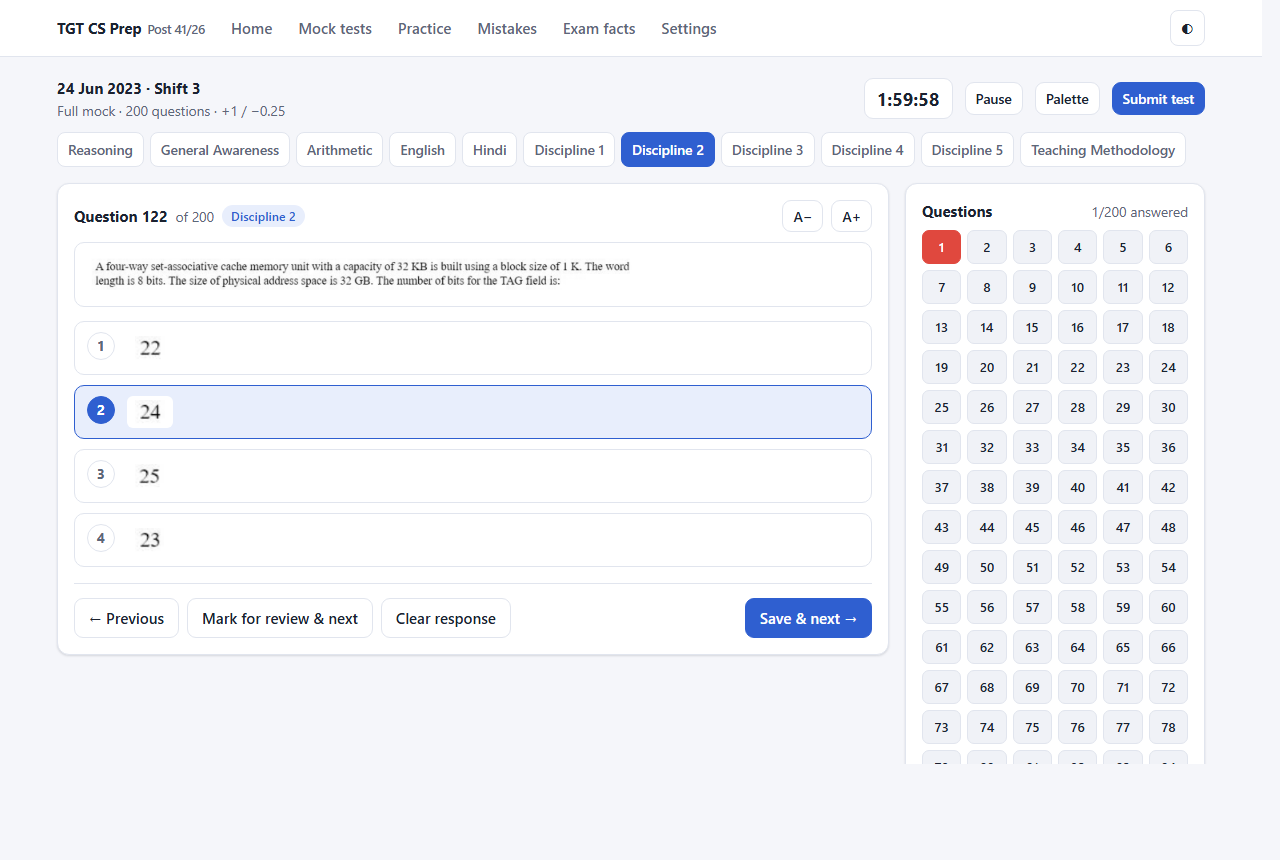 TGT CS Prep Post 41/26 Home Mock tests Practice Mistakes Exam facts Settings
24 Jun 2023 · Shift 3
Full mock · 200 questions · +1 / −0.25
1:59:58 Pause Palette Submit test
Reasoning General Awareness Arithmetic English Hindi Discipline 1 Discipline 2 Discipline 3 Discipline 4 Discipline 5 Teaching Methodology
Question 122 of 200 Discipline 2 A− A+
A four-way set-associative cache memory unit with a capacity of 32 KB is built using a block size of 1 K. The word
length is 8 bits. The size of physical address space is 32 GB. The number of bits for the TAG field is:
1 22
2 24
3 25
4 23
← Previous Mark for review & next Clear response Save & next →
Questions 1/200 answered
1 2 3 4 5 6
7 8 9 10 11 12
13 14 15 16 17 18
19 20 21 22 23 24
25 26 27 28 29 30
31 32 33 34 35 36
37 38 39 40 41 42
43 44 45 46 47 48
49 50 51 52 53 54
55 56 57 58 59 60
61 62 63 64 65 66
67 68 69 70 71 72
73 74 75 76 77 78